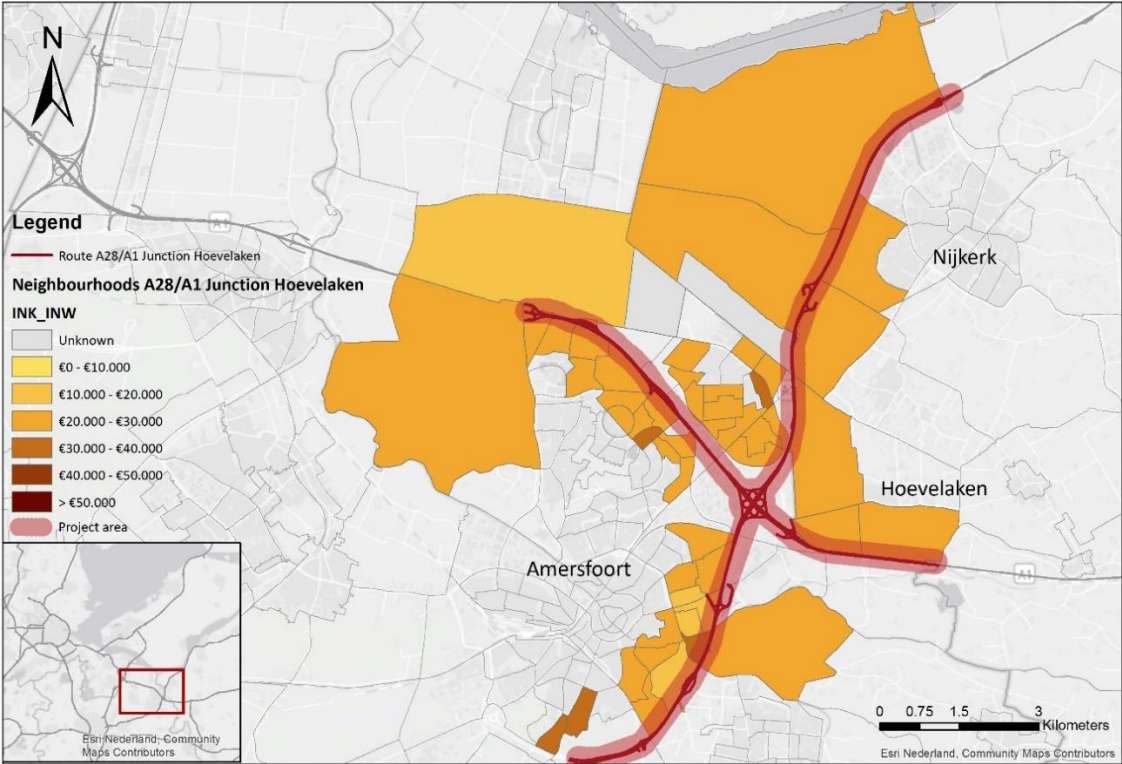 N
A1
Legend
Route A28/A1 Junction Hoevelaken
Neighbourhoods A28/A1 Junction Hoevelaken
INK_INW
Unknown
€0 - €10.000
€10.000 - €20.000
€20.000 - €30.000
€30.000 - €40.000
€40.000 - €50.000
> €50.000
Project area
Nijkerk
Hoevelaken
Amersfoort
A1
Esri Nederland, Community
Maps Contributors
0 0.75 1.5 3
Kilometers
Esri Nederland, Community Maps Contributors